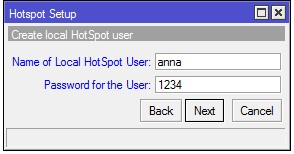 Hotspot Setup
Create local HotSpot user
Name of Local HotSpot User: anna
Password for the User: 1234
Back Next Cancel